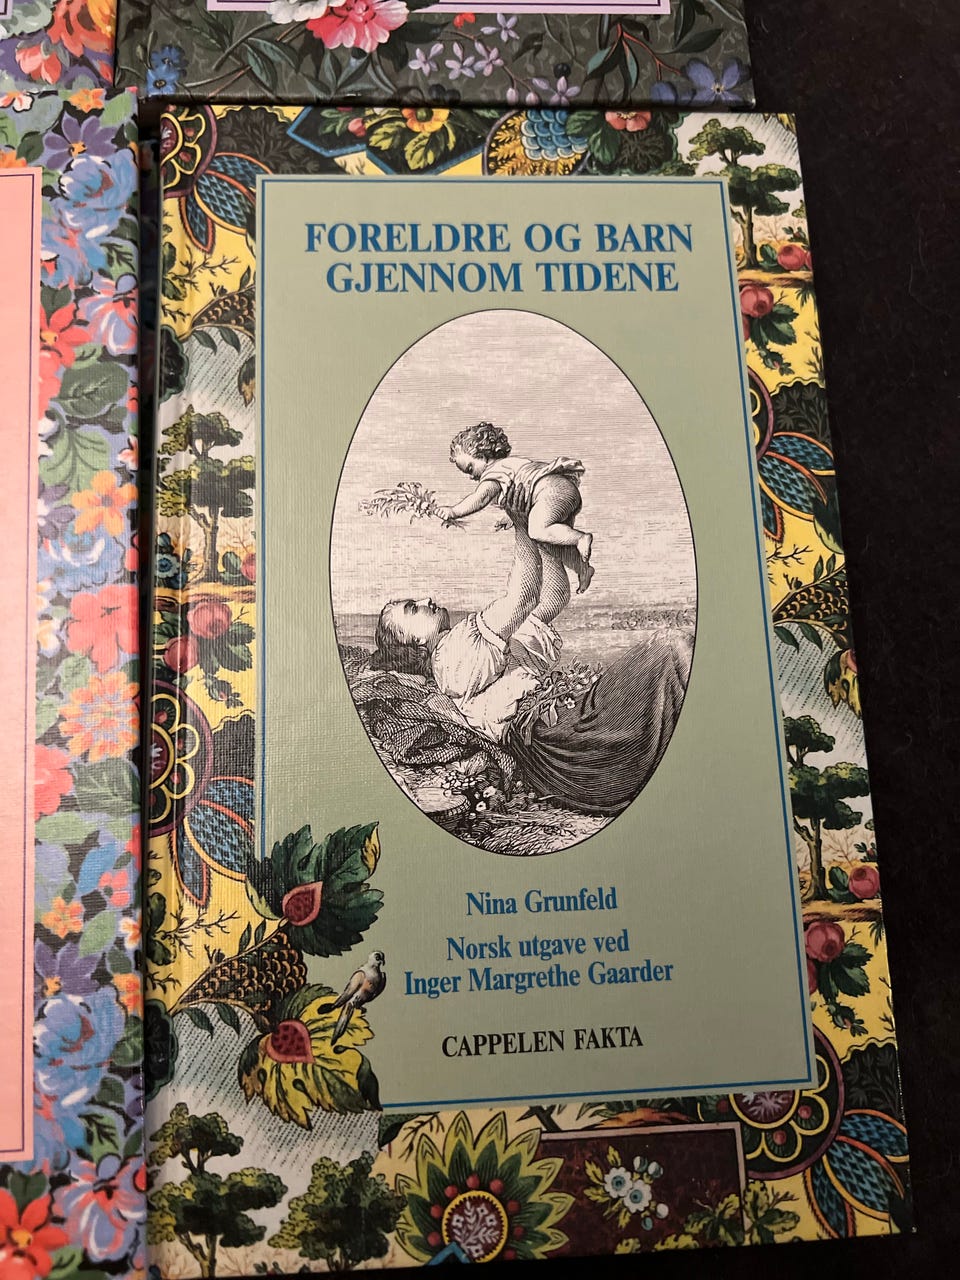 FORELDRE OG BARN
GJENNOM TIDENE
Nina Grunfeld
Norsk utgave ved
Inger Margrethe Gaarder
CAPPELEN FAKTA